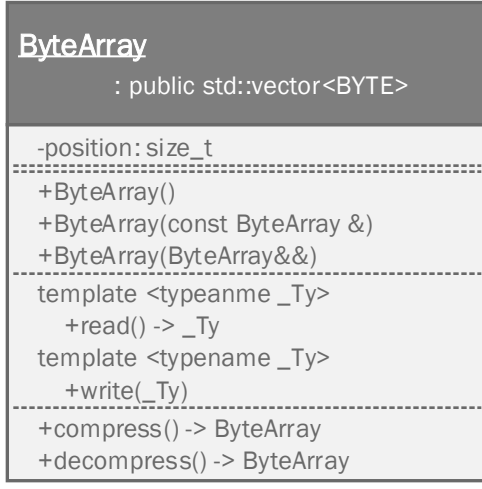 ByteArray
: public std::vector<BYTE>
-position: size_t
+ByteArray()
+ByteArray(const ByteArray &)
+ByteArray(ByteArray&&)
template <typeanme _Ty>
+read() -> _Ty
template <typename _Ty>
+write(_Ty)
+compress() -> ByteArray
+decompress() -> ByteArray